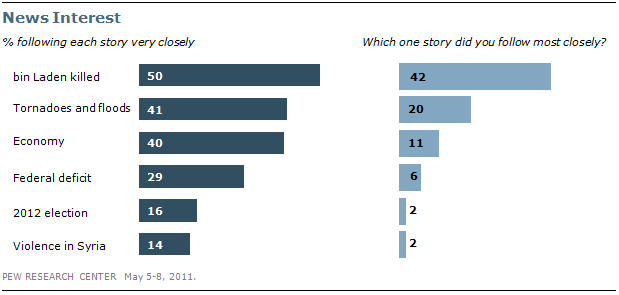 News Interest
% following each story very closely
Which one story did you follow most closely?
bin Laden killed 50 42
Tornadoes and floods 41 20
Economy 40 11
Federal deficit 29 6
2012 election 16 2
Violence in Syria 14 2
PEW RESEARCH CENTER May 5-8, 2011.